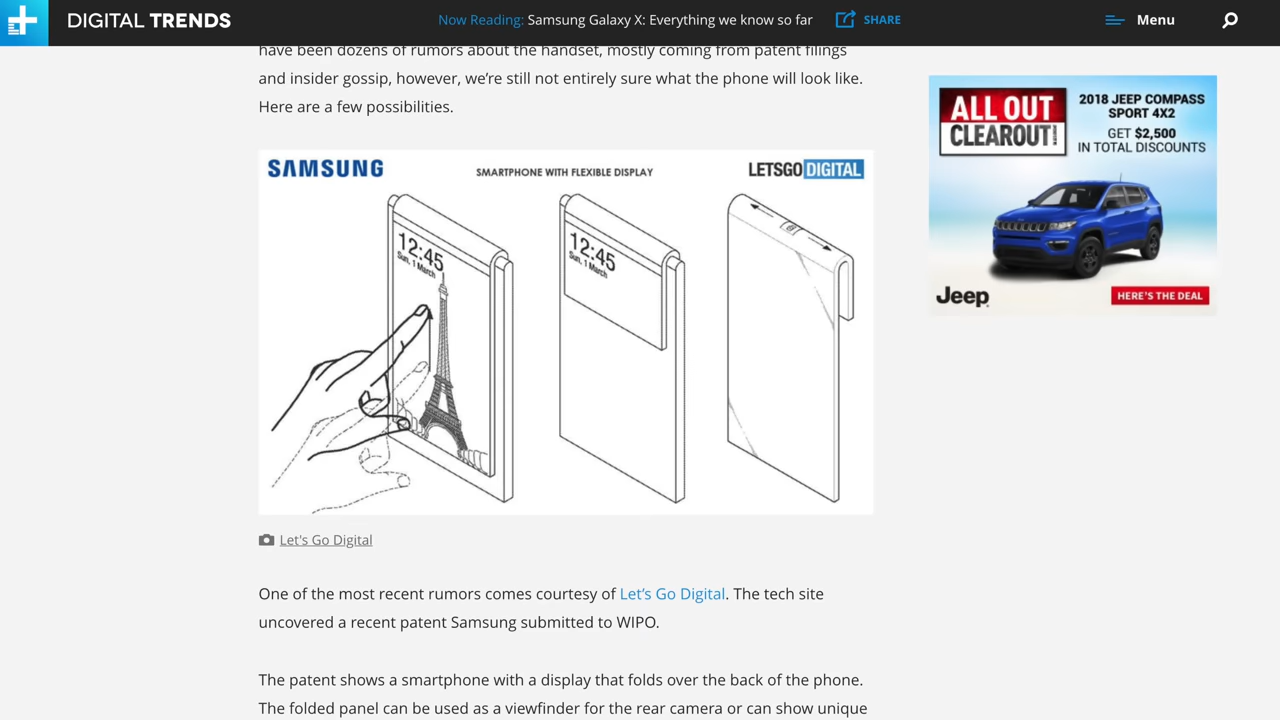 DIGITAL TRENDS
Now Reading: Samsung Galaxy X: Everything we know so far
SHARE
Menu
have been dozens of rumors about the handset, mostly coming from patent filings
and insider gossip, however, we’re still not entirely sure what the phone will look like.
Here are a few possibilities.
SAMSUNG
SMARTPHONE WITH FLEXIBLE DISPLAY
LETSGODIGITAL
12:45
Sun, 1 March
12:45
Sun, 1 March
Let's Go Digital
One of the most recent rumors comes courtesy of Let’s Go Digital. The tech site
uncovered a recent patent Samsung submitted to WIPO.
The patent shows a smartphone with a display that folds over the back of the phone.
The folded panel can be used as a viewfinder for the rear camera or can show unique
ALL OUT
CLEAROUT!
2018 JEEP COMPASS
SPORT 4X2
GET $2,500
IN TOTAL DISCOUNTS
Jeep
HERE'S THE DEAL